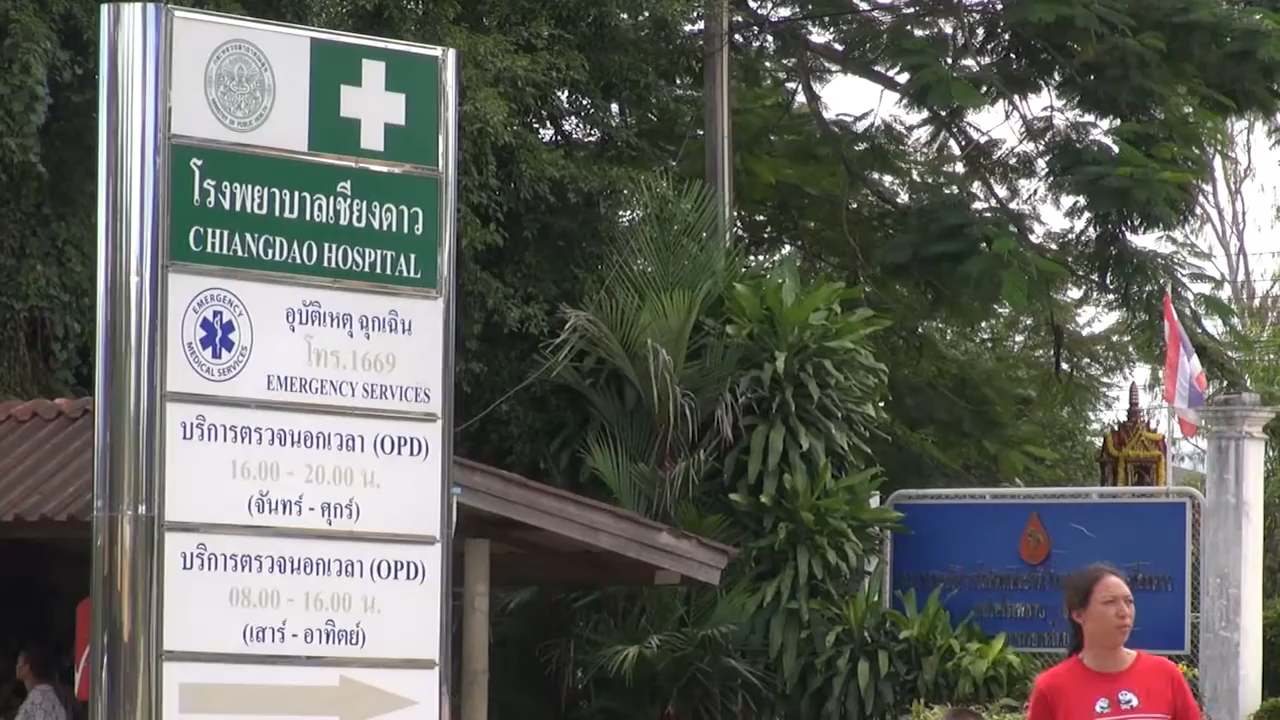 โรงพยาบาลเชียงดาว
CHIANGDAO HOSPITAL
EMERGENCY
MEDICAL SERVICES
อุบัติเหตุ ฉุกเฉิน
โทร.1669
EMERGENCY SERVICES
บริการตรวจนอกเวลา (OPD)
16.00 - 20.00 น.
(จันทร์ - ศุกร์)
บริการตรวจนอกเวลา (OPD)
08.00 - 16.00 น.
(เสาร์ - อาทิตย์)